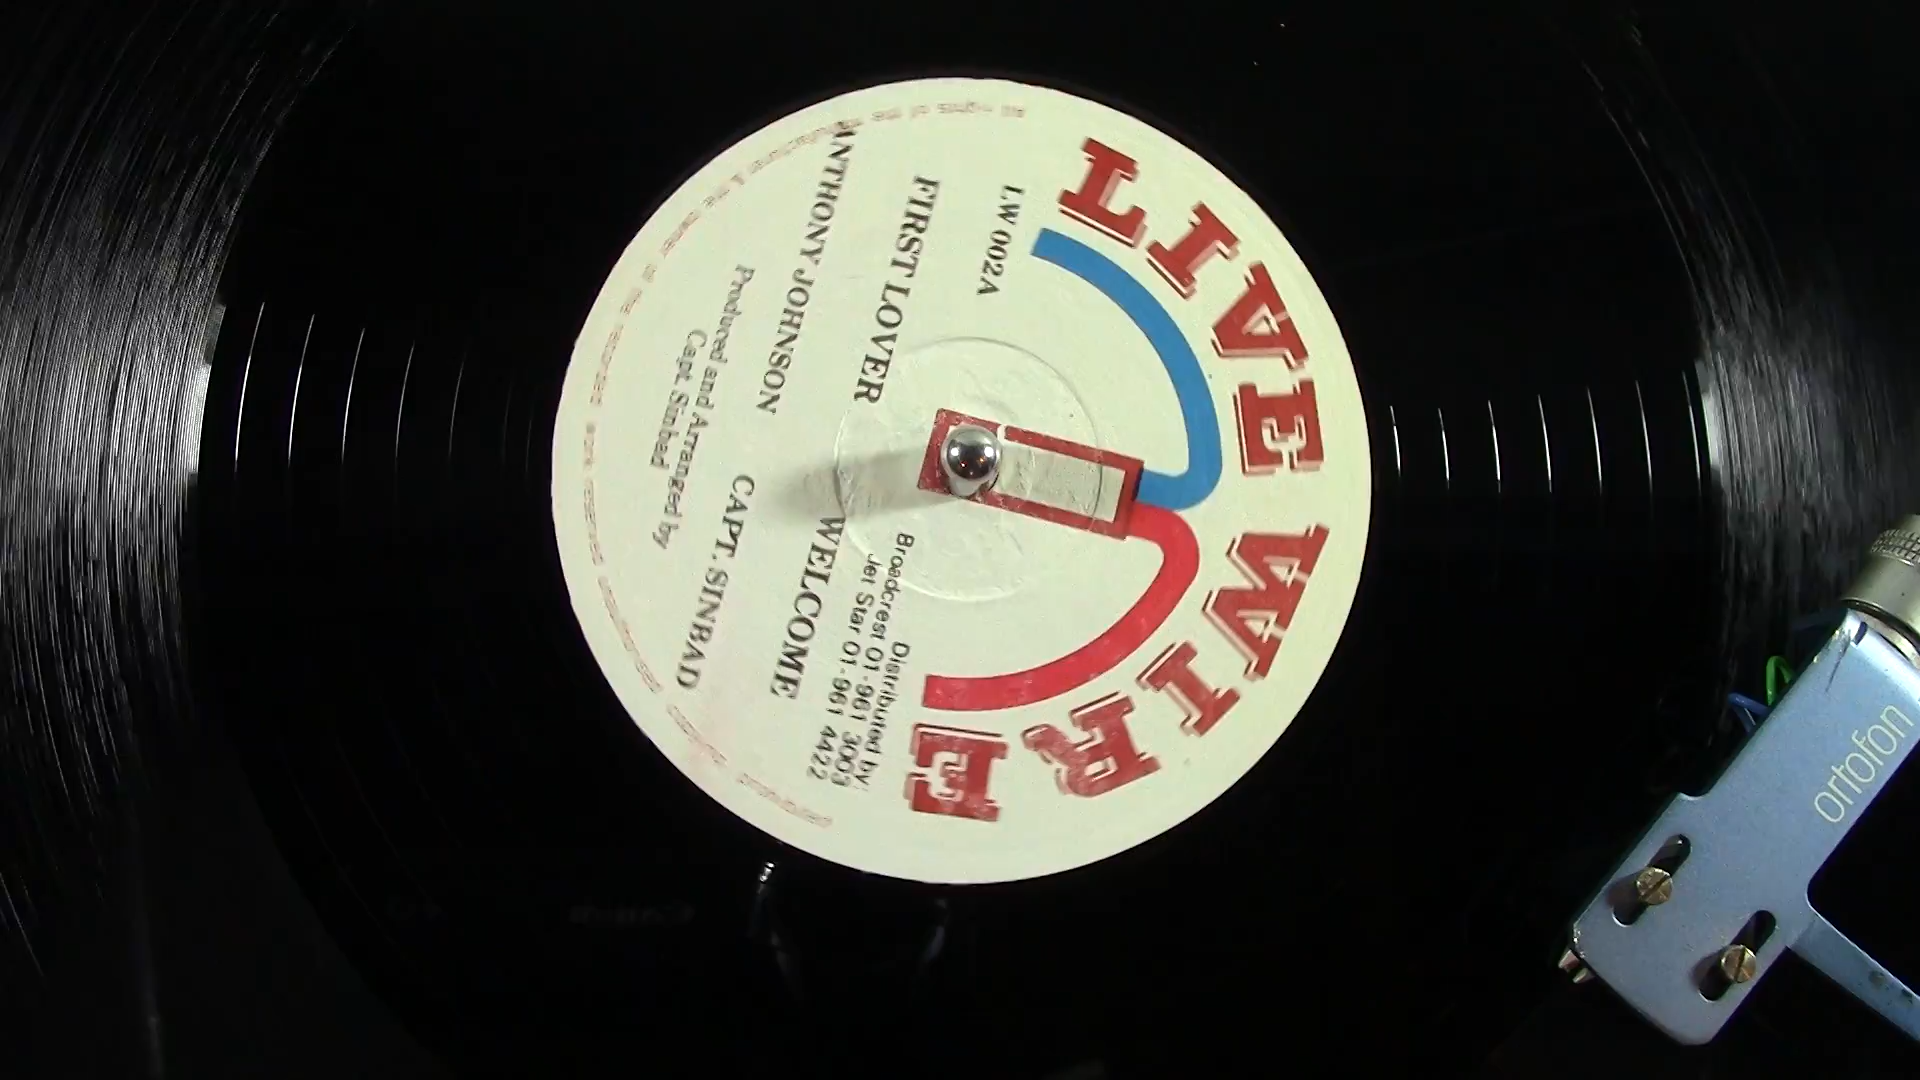 LIVE WIRE
LW 002A
FIRST LOVER
ANTHONY JOHNSON
WELCOME
CAPT. SINBAD
Produced and Arranged by
Capt. Sinbad
Distributed by:
Broadcrest 01-961 3003
Jet Star 01-961 4422
ortofon